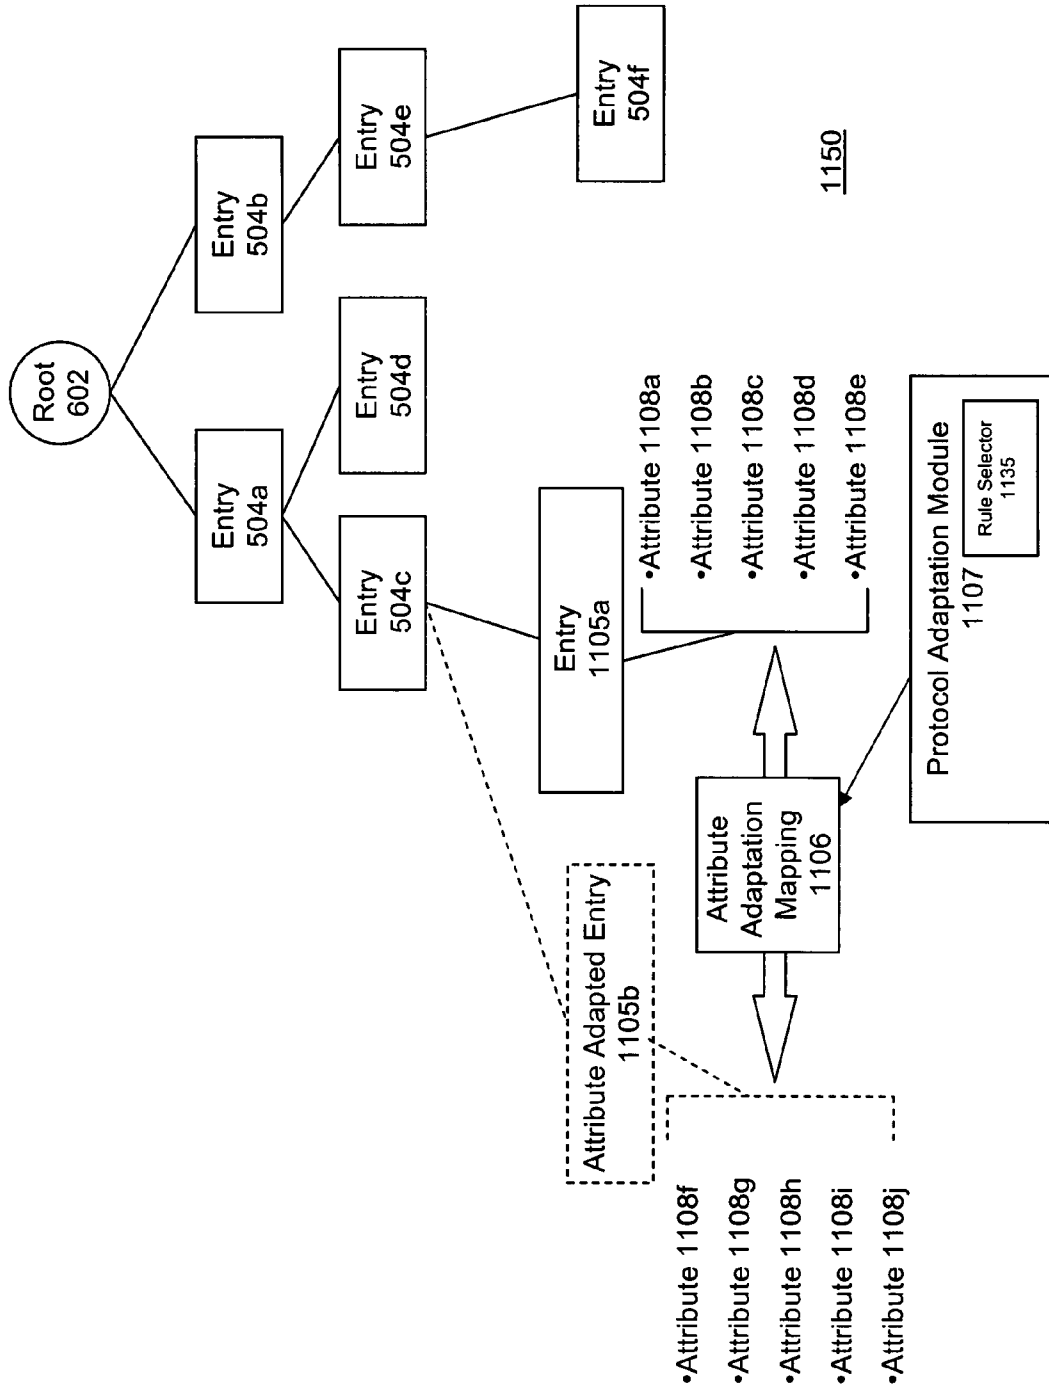 Root
602
Entry
504a
Entry
504b
Entry
504c
Entry
504d
Entry
504e
Attribute Adapted Entry
1105b
Entry
1105a
Entry
504f
•Attribute 1108f
•Attribute 1108g
•Attribute 1108h
•Attribute 1108i
•Attribute 1108j
Attribute
Adaptation
Mapping
1106
•Attribute 1108a
•Attribute 1108b
•Attribute 1108c
•Attribute 1108d
•Attribute 1108e
1150
Protocol Adaptation Module
1107
Rule Selector
1135